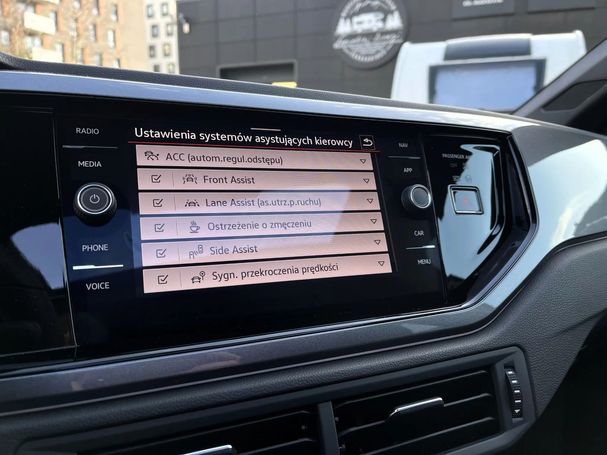 RADIO
MEDIA
PHONE
VOICE
Ustawienia systemów asystujących kierowcy
ACC (autom.regul.odstępu)
Front Assist
Lane Assist (as.utrz.p.ruchu)
Ostrzeżenie o zmęczeniu
Side Assist
Sygn. przekroczenia prędkości
NAV
APP
CAR
MENU
PASSENGER